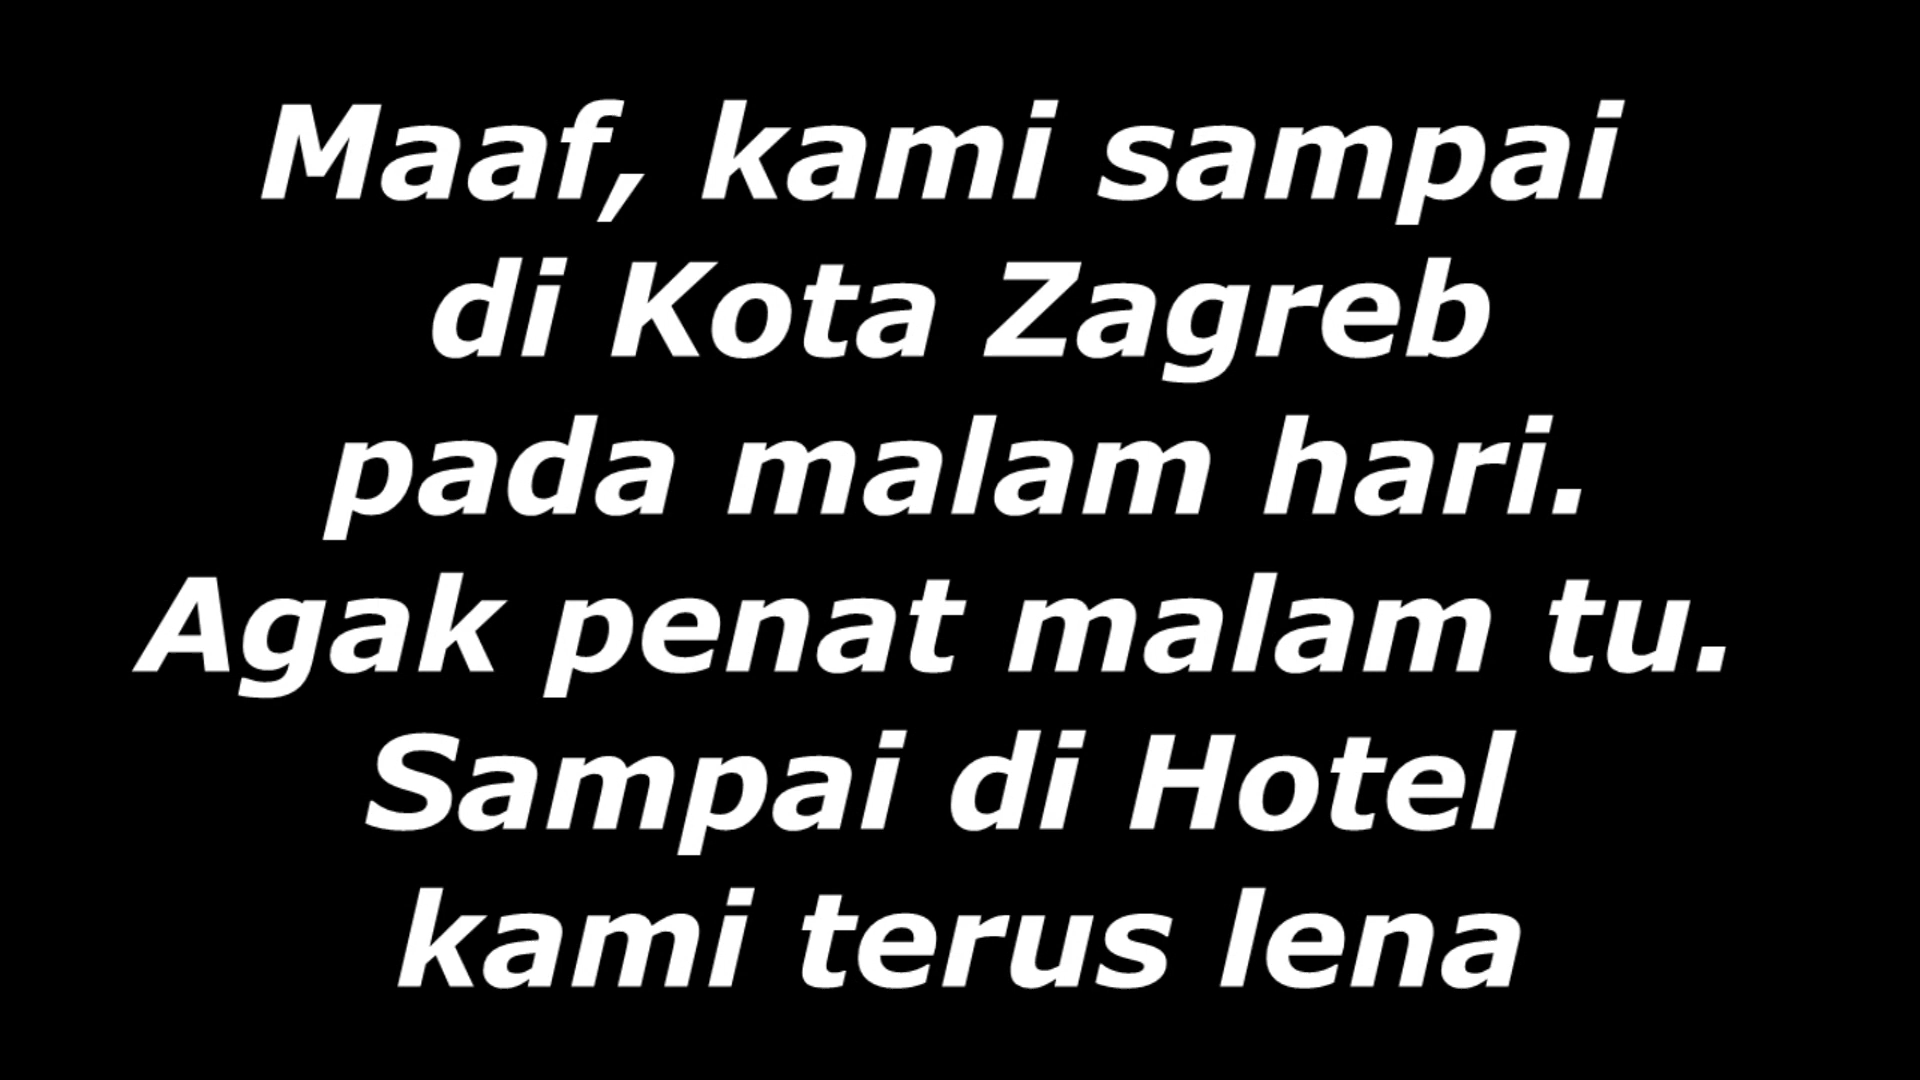 Maaf, kami sampai
di Kota Zagreb
pada malam hari.
Agak penat malam tu.
Sampai di Hotel
kami terus lena